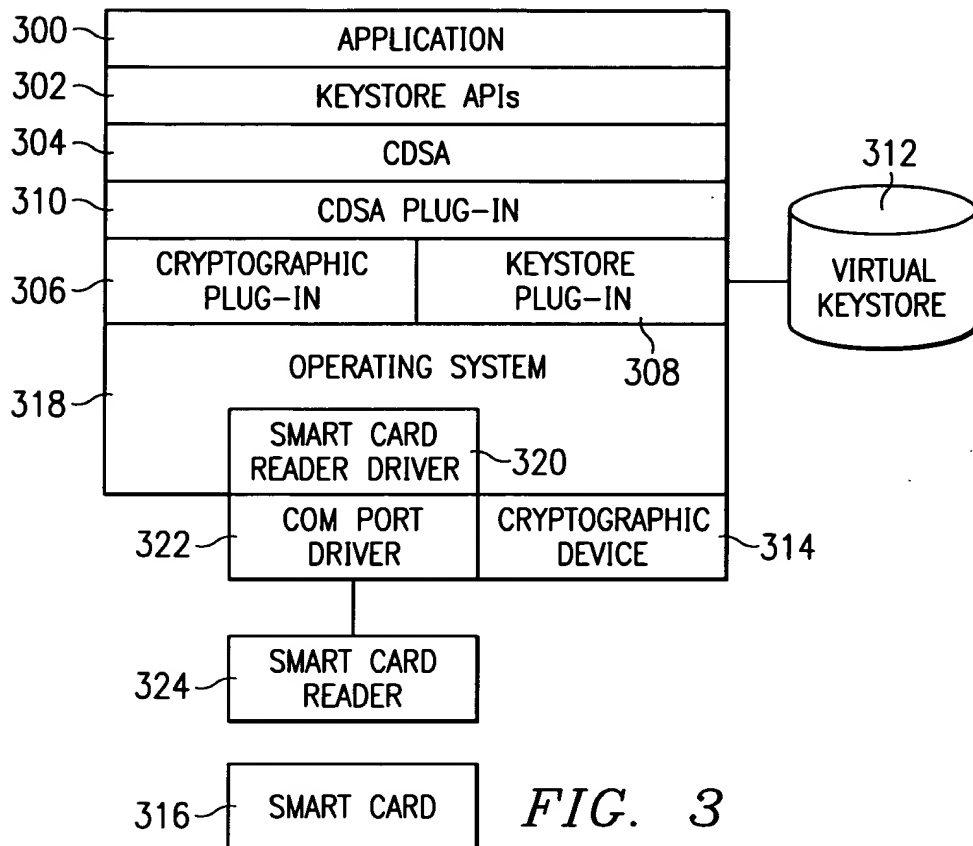 300
APPLICATION
302
KEYSTORE APIs
304
CDSA
312
310
CDSA PLUG-IN
306
CRYPTOGRAPHIC
PLUG-IN
KEYSTORE
PLUG-IN
VIRTUAL
KEYSTORE
308
OPERATING SYSTEM
318
SMART CARD
READER DRIVER
320
322
COM PORT
DRIVER
CRYPTOGRAPHIC
DEVICE
314
324
SMART CARD
READER
316
SMART CARD
FIG. 3